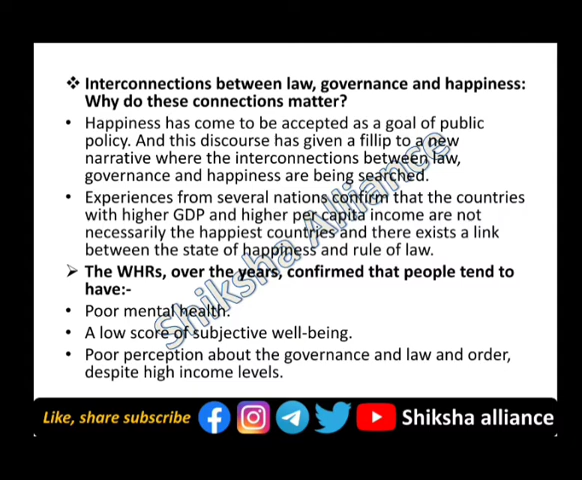 ❖ Interconnections between law, governance and happiness:
Why do these connections matter?
• Happiness has come to be accepted as a goal of public
policy. And this discourse has given a fillip to a new
narrative where the interconnections between law,
governance and happiness are being searched.
• Experiences from several nations confirm that the countries
with higher GDP and higher per capita income are not
necessarily the happiest countries and there exists a link
between the state of happiness and rule of law.
➢ The WHRs, over the years, confirmed that people tend to
have:-
• Poor mental health.
• A low score of subjective well-being.
• Poor perception about the governance and law and order,
despite high income levels.
Shiksha Alliance
Like, share subscribe
Shiksha alliance